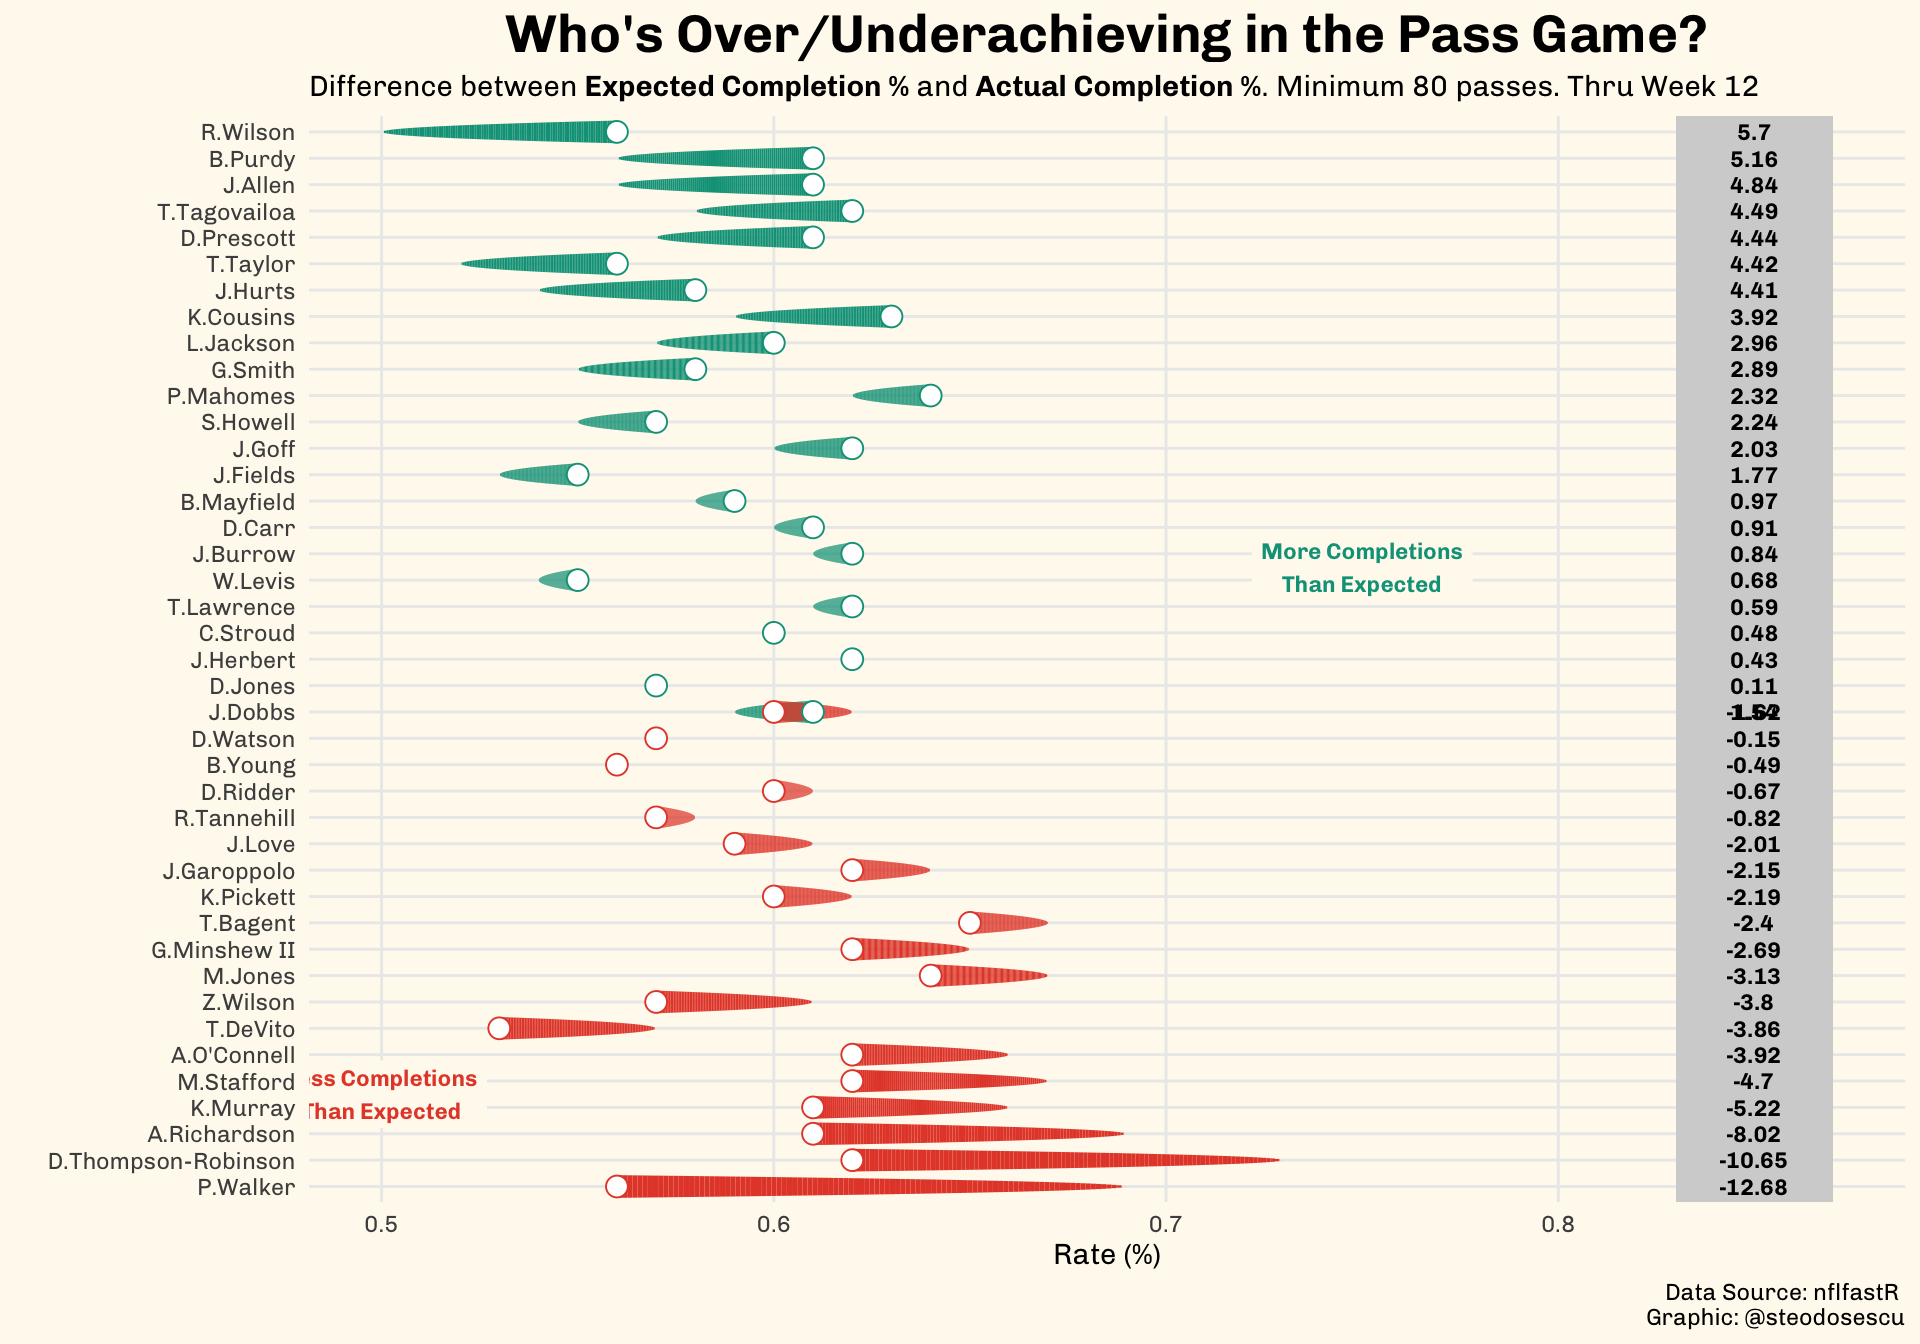 Who's Over/Underachieving in the Pass Game?
Difference between Expected Completion % and Actual Completion %. Minimum 80 passes. Thru Week 12
R.Wilson 5.7
B.Purdy 5.16
J.Allen 4.84
T.Tagovailoa 4.49
D.Prescott 4.44
T.Taylor 4.42
J.Hurts 4.41
K.Cousins 3.92
L.Jackson 2.96
G.Smith 2.89
P.Mahomes 2.32
S.Howell 2.24
J.Goff 2.03
J.Fields 1.77
B.Mayfield 0.97
D.Carr 0.91
J.Burrow 0.84
More Completions
Than Expected
W.Levis 0.68
T.Lawrence 0.59
C.Stroud 0.48
J.Herbert 0.43
D.Jones 0.11
J.Dobbs
D.Watson -0.15
B.Young -0.49
D.Ridder -0.67
R.Tannehill -0.82
J.Love -2.01
J.Garoppolo -2.15
K.Pickett -2.19
T.Bagent -2.4
G.Minshew II -2.69
M.Jones -3.13
Z.Wilson -3.8
T.DeVito -3.86
A.O'Connell -3.92
M.Stafford -4.7
ss Completions
Than Expected
K.Murray -5.22
A.Richardson -8.02
D.Thompson-Robinson -10.65
P.Walker -12.68
0.5 0.6 0.7 0.8
Rate (%)
Data Source: nflfastR
Graphic: @steodosescu